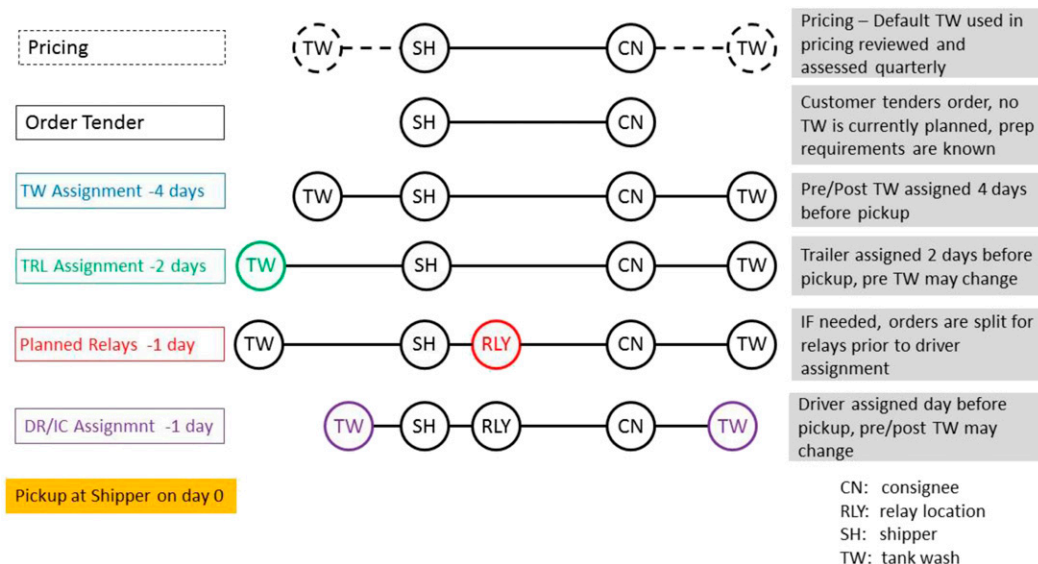 Pricing
TW SH CN TW
Pricing – Default TW used in
pricing reviewed and
assessed quarterly
Order Tender
SH CN
Customer tenders order, no
TW is currently planned, prep
requirements are known
TW Assignment -4 days
TW SH CN TW
Pre/Post TW assigned 4 days
before pickup
TRL Assignment -2 days
TW SH CN TW
Trailer assigned 2 days before
pickup, pre TW may change
Planned Relays -1 day
TW SH RLY CN TW
IF needed, orders are split for
relays prior to driver
assignment
DR/IC Assignmnt -1 day
TW SH RLY CN TW
Driver assigned day before
pickup, pre/post TW may
change
Pickup at Shipper on day 0
CN: consignee
RLY: relay location
SH: shipper
TW: tank wash